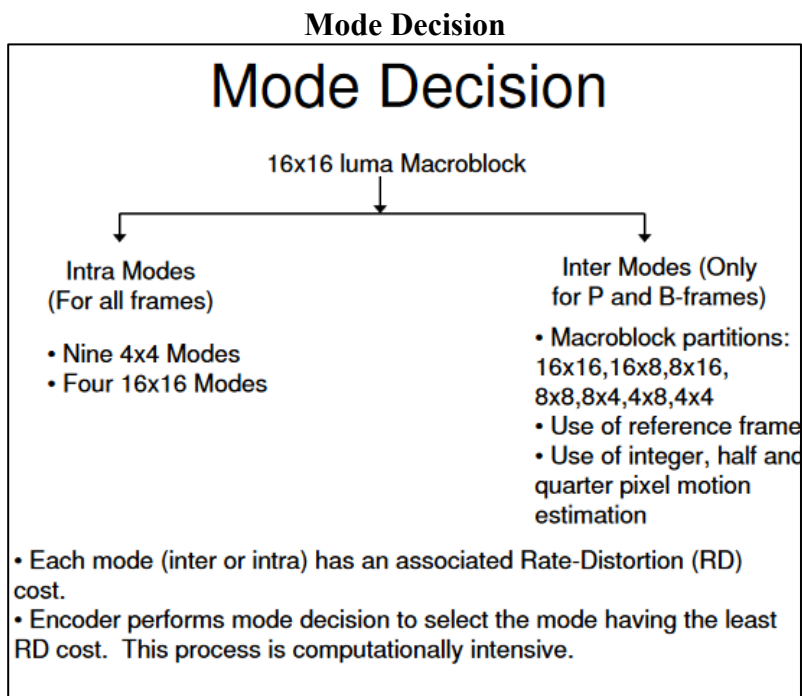 Mode Decision
Mode Decision
16x16 luma Macroblock
Intra Modes
(For all frames)
• Nine 4x4 Modes
• Four 16x16 Modes
Inter Modes (Only
for P and B-frames)
• Macroblock partitions:
16x16,16x8,8x16,
8x8,8x4,4x8,4x4
• Use of reference frame
• Use of integer, half and
quarter pixel motion
estimation
• Each mode (inter or intra) has an associated Rate-Distortion (RD)
cost.
• Encoder performs mode decision to select the mode having the least
RD cost.  This process is computationally intensive.